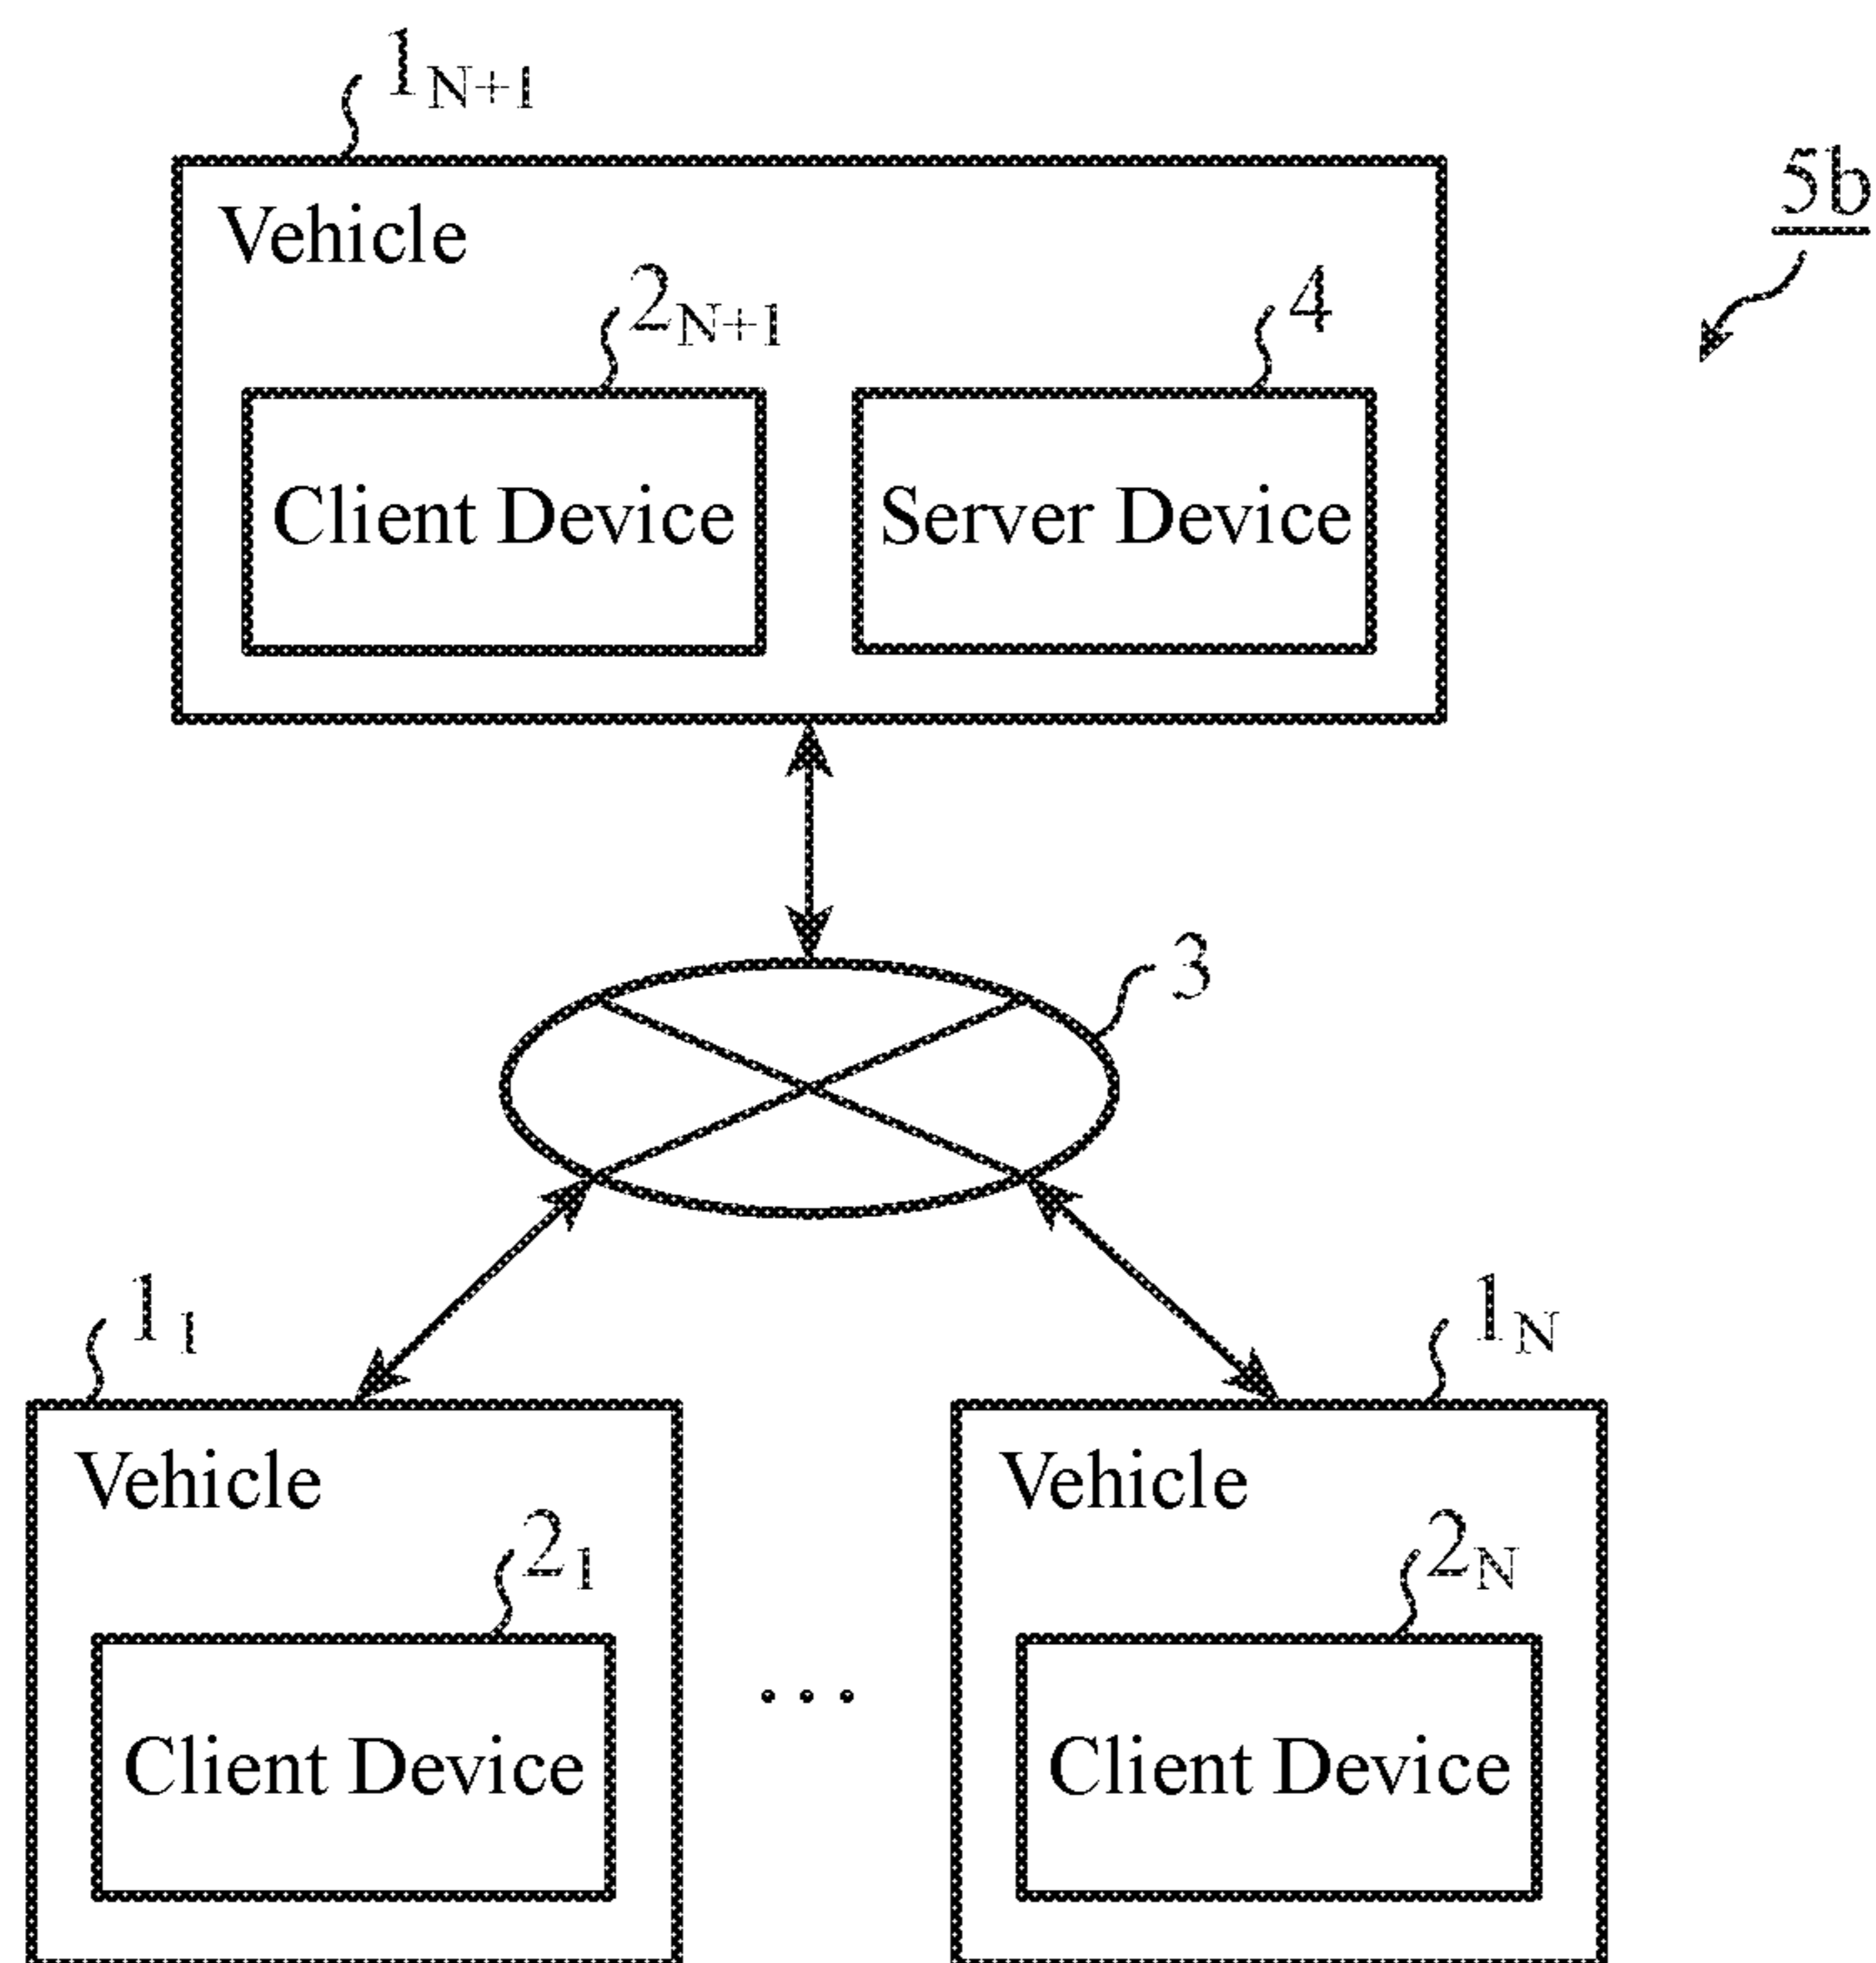 1N+1
5b
Vehicle
2N+1
4
Client Device
Server Device
3
11
1N
Vehicle
Vehicle
21
2N
...
Client Device
Client Device